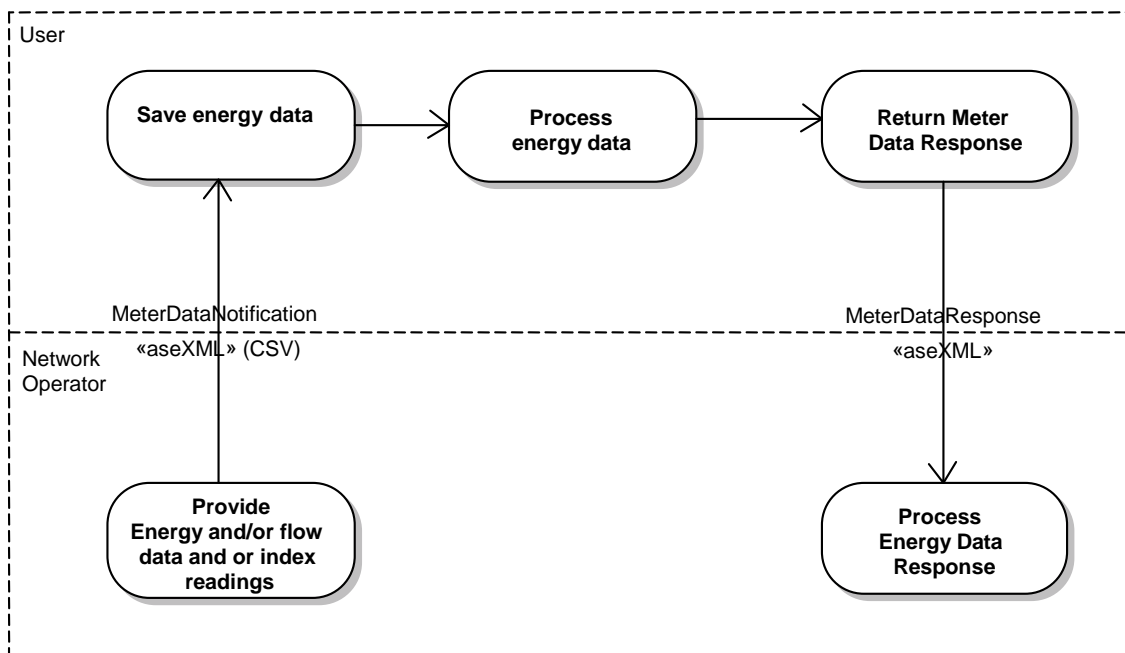 User
Save energy data
Process
energy data
Return Meter
Data Response
MeterDataNotification
«aseXML» (CSV)
MeterDataResponse
«aseXML»
Network
Operator
Provide
Energy and/or flow
data and or index
readings
Process
Energy Data
Response